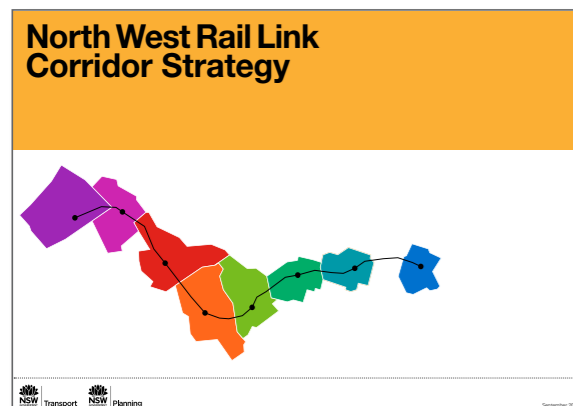 North West Rail Link
Corridor Strategy
NSW
Transport
NSW
Planning